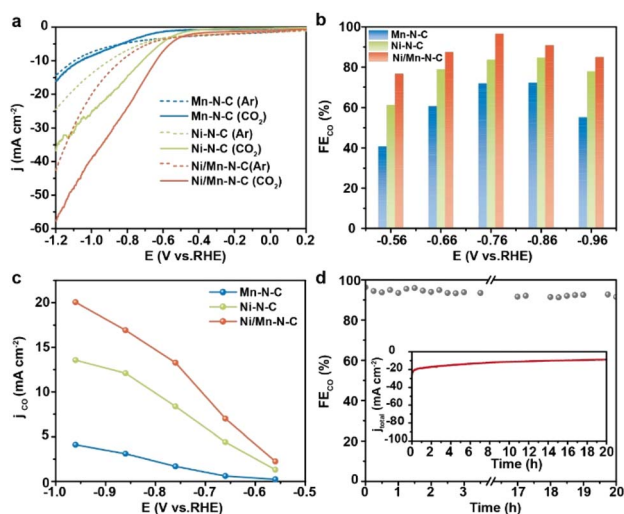 a
j (mA cm⁻²)
10
0
-10
-20
-30
-40
-50
-60
Mn-N-C (Ar)
Mn-N-C (CO₂)
Ni-N-C (Ar)
Ni-N-C (CO₂)
Ni/Mn-N-C(Ar)
Ni/Mn-N-C (CO₂)
-1.2 -1.0 -0.8 -0.6 -0.4 -0.2 0.0 0.2
E (V vs.RHE)
b
FE_CO (%)
100
80
60
40
20
0
Mn-N-C
Ni-N-C
Ni/Mn-N-C
-0.56 -0.66 -0.76 -0.86 -0.96
E (V vs.RHE)
c
j_CO (mA cm⁻²)
20
15
10
5
0
Mn-N-C
Ni-N-C
Ni/Mn-N-C
-1.0 -0.9 -0.8 -0.7 -0.6 -0.5
E (V vs.RHE)
d
FE_CO (%)
100
80
60
40
20
0
j_total (mA cm⁻²)
0
-20
-40
-60
-80
-100
0 2 4 6 8 10 12 14 16 18 20
Time (h)
0 1 2 3 17 18 19 20
Time (h)